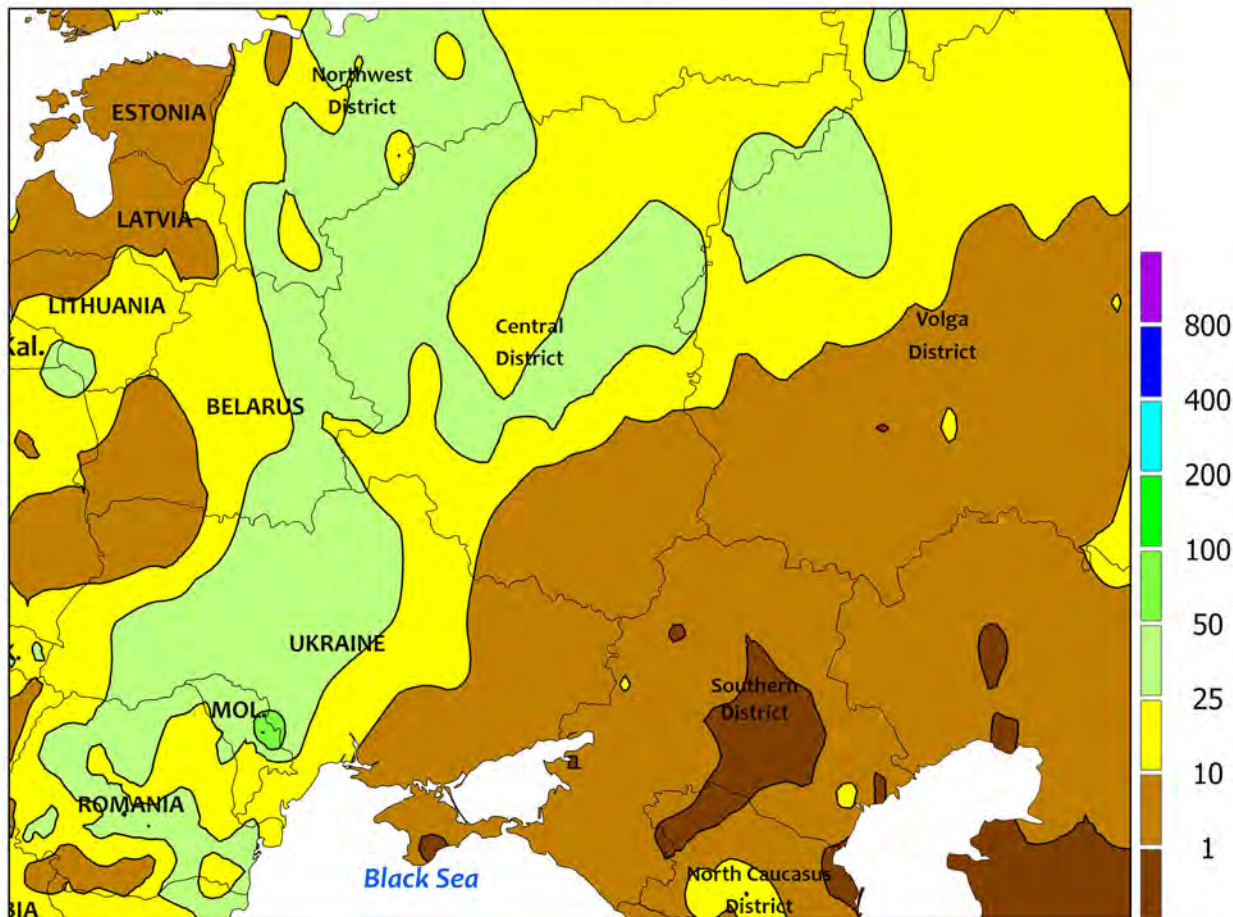 Northwest
District
ESTONIA
LATVIA
LITHUANIA
Kal.
Central
District
Volga
District
BELARUS
UKRAINE
MOL.
Southern
District
ROMANIA
Black Sea
North Caucasus
District
BIA
800
400
200
100
50
25
10
1